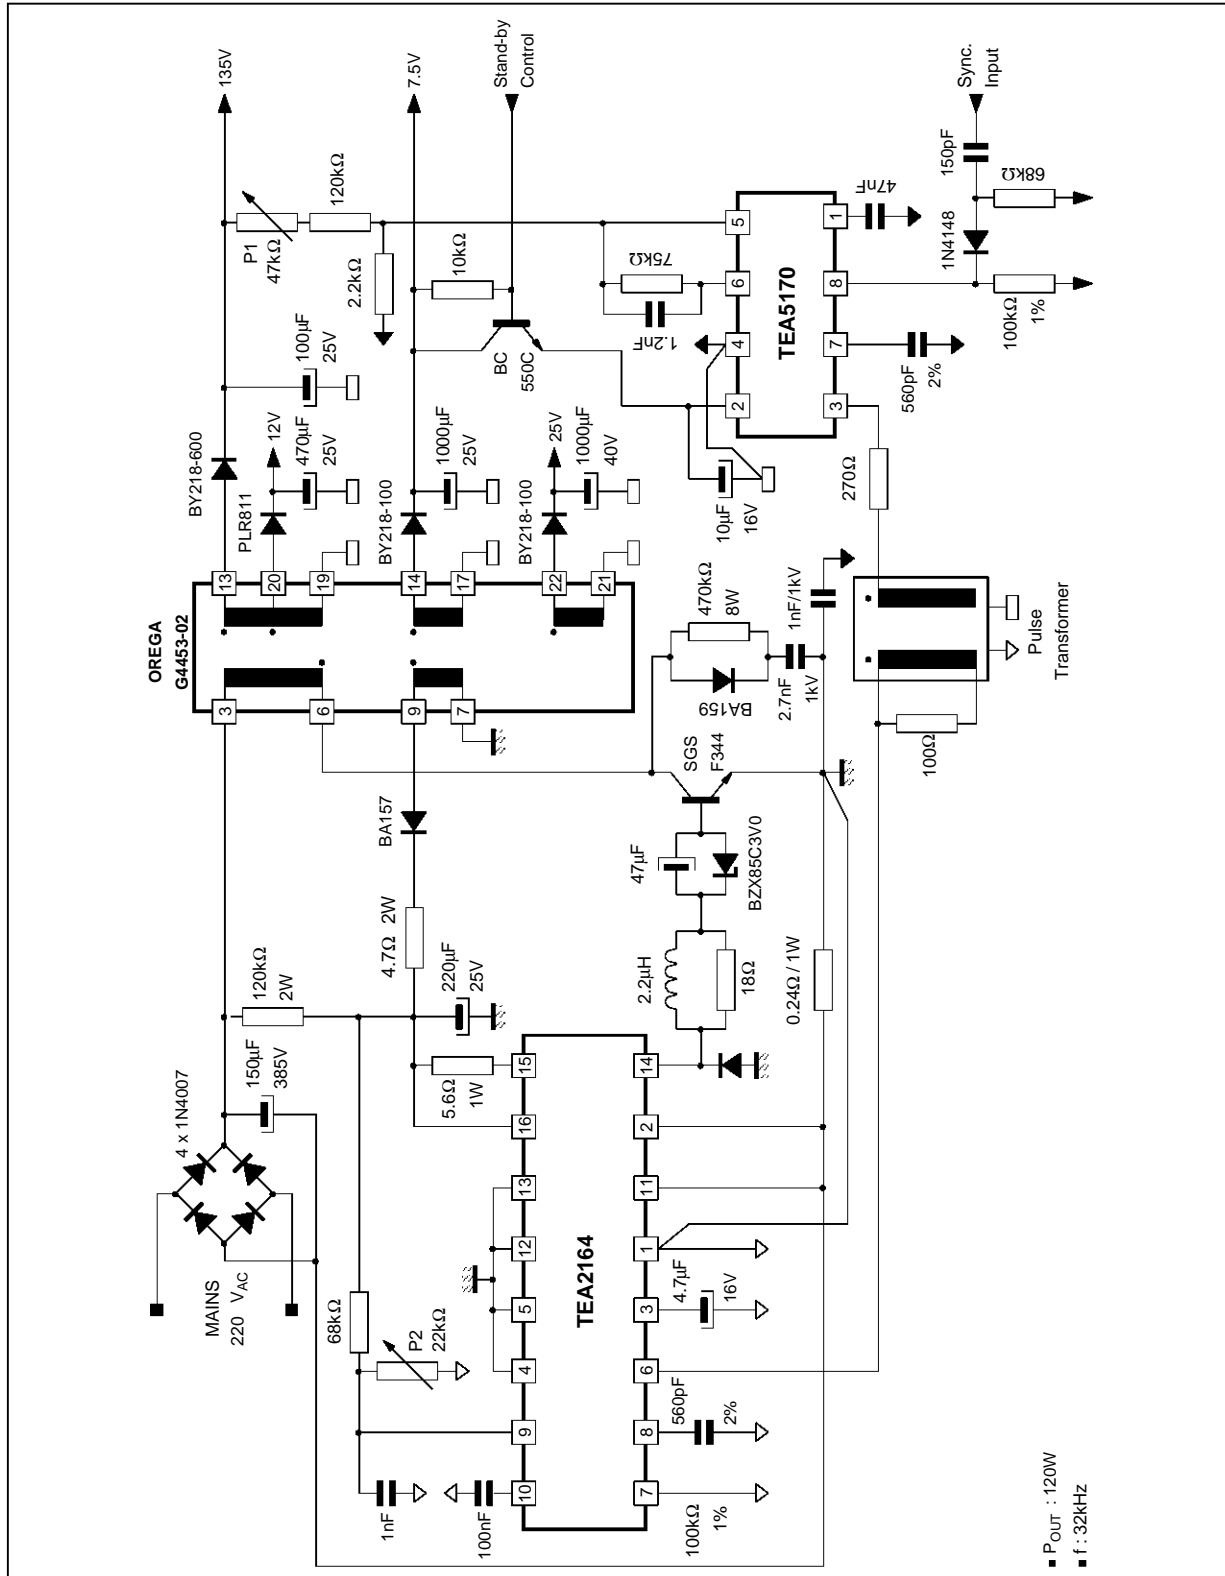 MAINS
220 VAC
4 x 1N4007
150µF
385V
120kΩ
2W
68kΩ
P2
22kΩ
1nF
100nF
4.7Ω 2W
BA157
220µF
25V
5.6Ω
1W
10
9
4
5
12
13
16
15
TEA2164
7
8
6
3
1
11
2
14
100kΩ
1%
560pF
2%
4.7µF
16V
2.2µH
18Ω
47µF
BZX85C3V0
SGS
F344
0.24Ω / 1W
BA159
470kΩ
8W
2.7nF
1kV
1nF/1kV
OREGA
G4453-02
3
6
9
7
13
20
19
14
17
22
21
BY218-600
PLR811
12V
470µF
25V
100µF
25V
BY218-100
1000µF
25V
BY218-100
25V
1000µF
40V
135V
7.5V
P1
47kΩ
120kΩ
2.2kΩ
10kΩ
BC
550C
Stand-by
Control
75kΩ
1.2nF
10µF
16V
2
4
6
5
TEA5170
3
7
8
1
47nF
560pF
2%
270Ω
100Ω
Pulse
Transformer
1N4148
150pF
Sync.
Input
68kΩ
100kΩ
1%
POUT : 120W
f : 32kHz